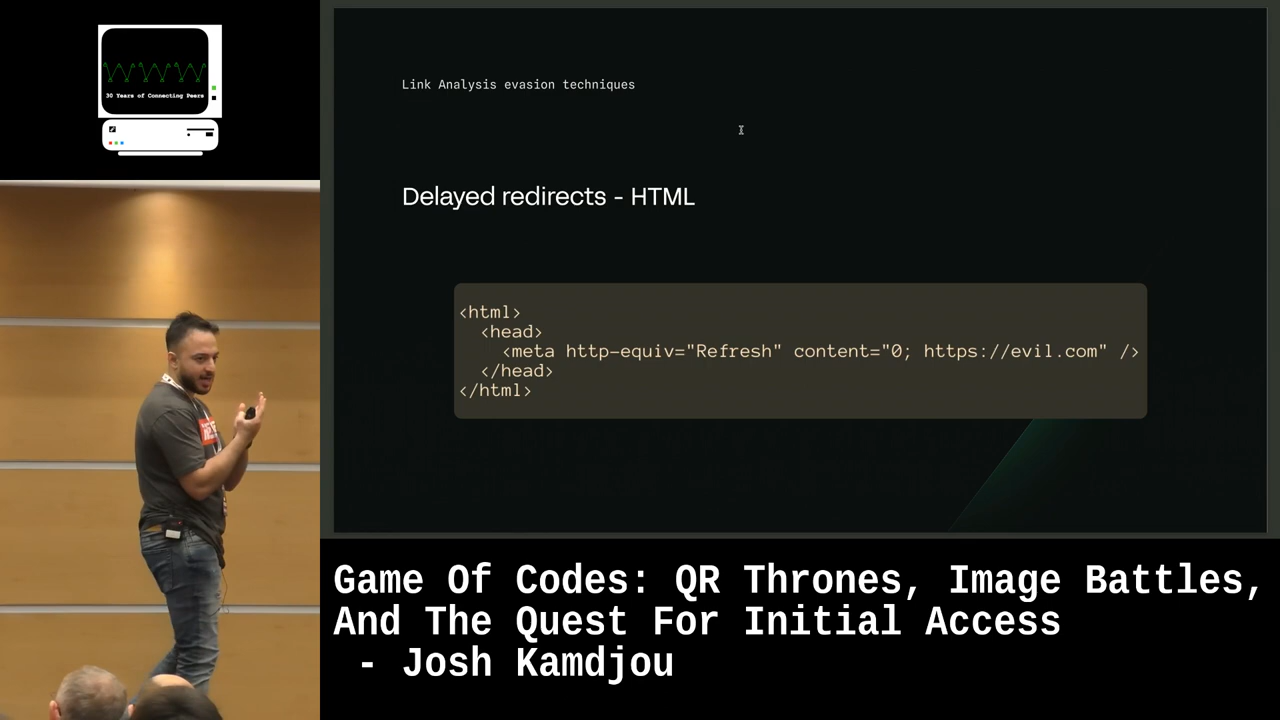 30 Years of Connecting Peers
Link Analysis evasion techniques
Delayed redirects - HTML
<html>
<head>
<meta http-equiv="Refresh" content="0; https://evil.com" />
</head>
</html>
Game Of Codes: QR Thrones, Image Battles,
And The Quest For Initial Access
- Josh Kamdjou